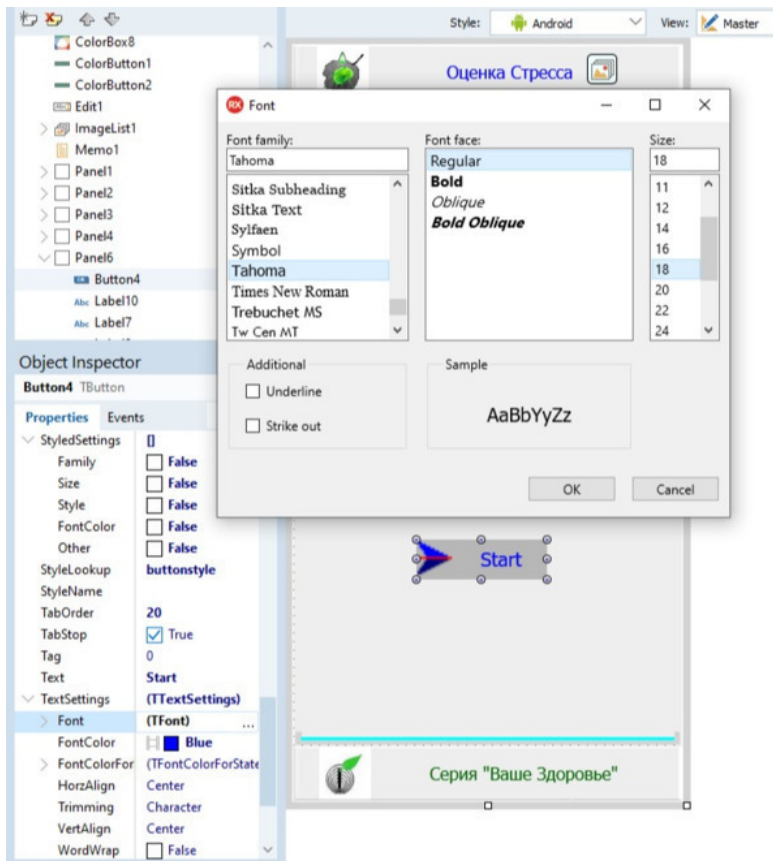 Style: Android View: Master
ColorBox8
ColorButton1
ColorButton2
Edit1
ImageList1
Memo1
Panel1
Panel2
Panel3
Panel4
Panel6
Button4
Abc Label10
Abc Label7
Оценка Стресса
RX Font
Font family:
Tahoma
Sitka Subheading
Sitka Text
Sylfaen
Symbol
Tahoma
Times New Roman
Trebuchet MS
Tw Cen MT
Font face:
Regular
Bold
Oblique
Bold Oblique
Size:
18
11
12
14
16
18
20
22
24
Additional
Underline
Strike out
Sample
AaBbYyZz
OK Cancel
Object Inspector
Button4 TButton
Properties Events
StyledSettings []
Family False
Size False
Style False
FontColor False
Other False
StyleLookup buttonstyle
StyleName
TabOrder 20
TabStop True
Tag 0
Text Start
TextSettings (TTextSettings)
Font (TFont) ...
FontColor Blue
FontColorFor (TFontColorForState
HorzAlign Center
Trimming Character
VertAlign Center
WordWrap False
Start
Серия "Ваше Здоровье"